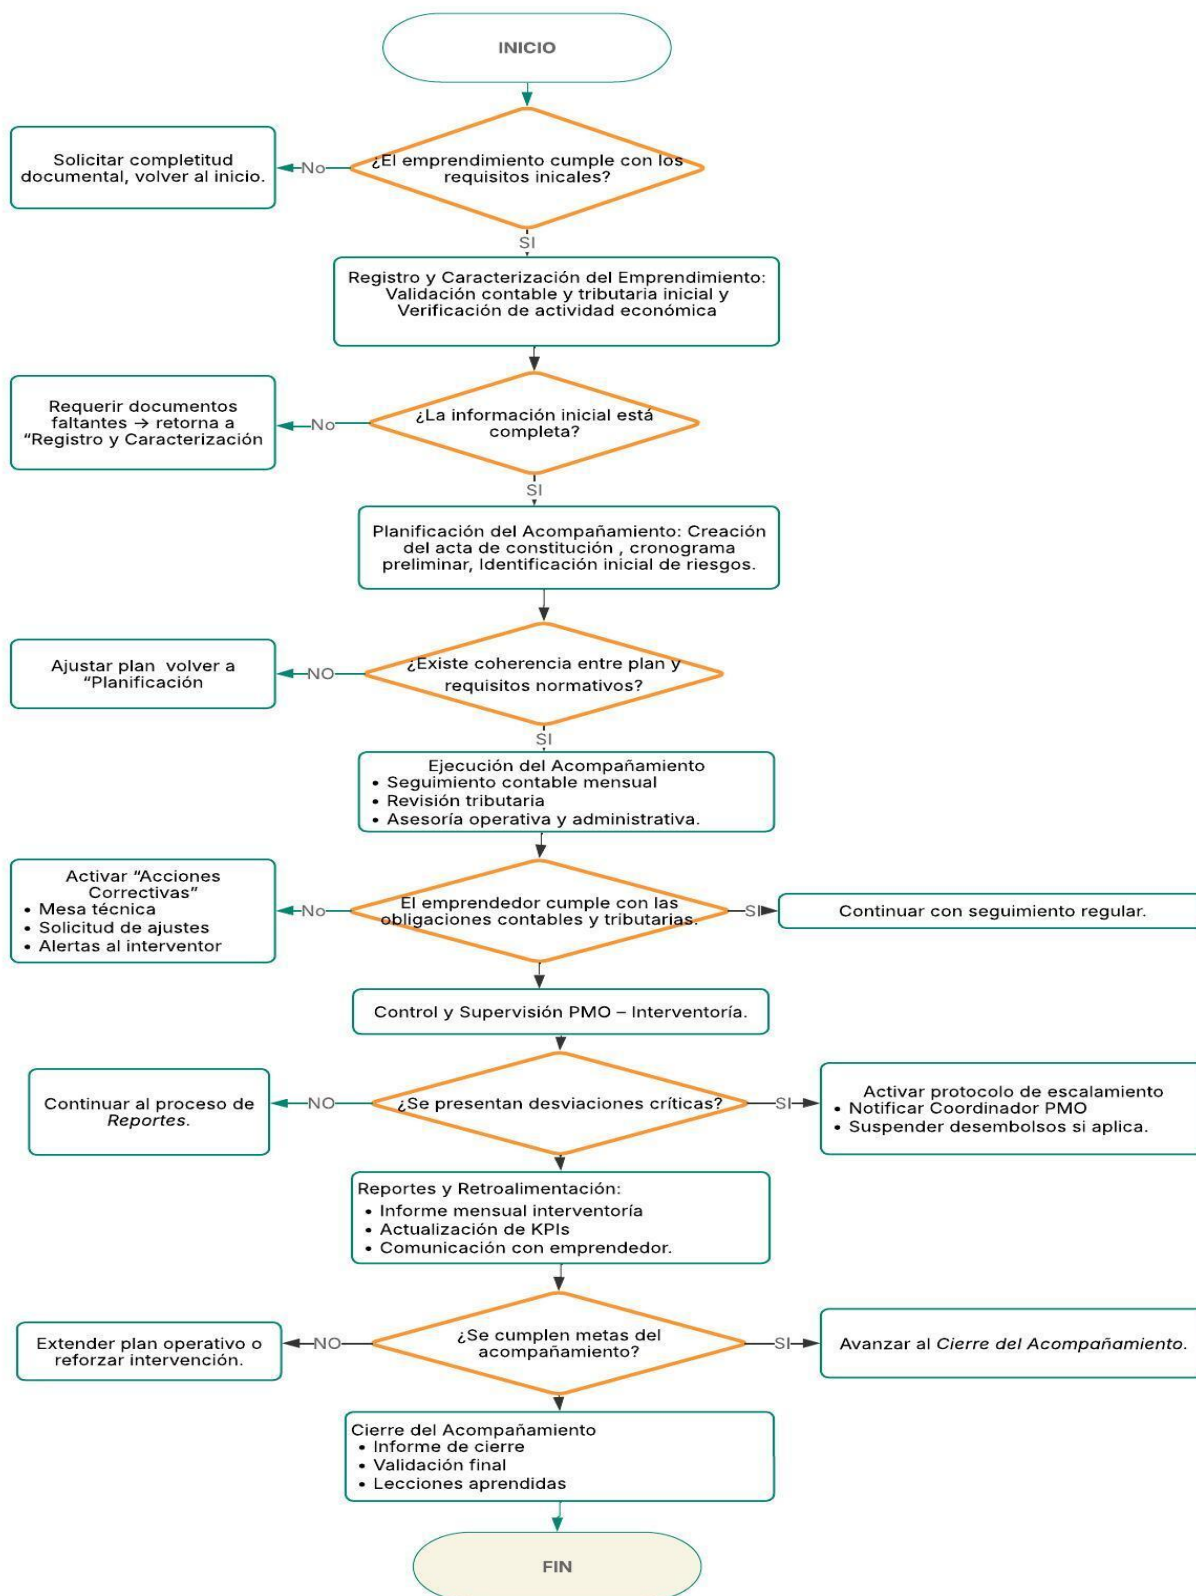 INICIO
¿El emprendimiento cumple con los
requisitos inicales?
No
Solicitar completitud
documental, volver al inicio.
SI
Registro y Caracterización del Emprendimiento:
Validación contable y tributaria inicial y
Verificación de actividad económica
¿La información inicial está
completa?
No
Requerir documentos
faltantes → retorna a
“Registro y Caracterización
SI
Planificación del Acompañamiento: Creación
del acta de constitución , cronograma
preliminar, Identificación inicial de riesgos.
¿Existe coherencia entre plan y
requisitos normativos?
NO
Ajustar plan volver a
“Planificación
SI
Ejecución del Acompañamiento
• Seguimiento contable mensual
• Revisión tributaria
• Asesoría operativa y administrativa.
El emprendedor cumple con las
obligaciones contables y tributarias.
No
Activar “Acciones
Correctivas”
• Mesa técnica
• Solicitud de ajustes
• Alertas al interventor
SI
Continuar con seguimiento regular.
Control y Supervisión PMO – Interventoría.
¿Se presentan desviaciones críticas?
NO
Continuar al proceso de
Reportes.
SI
Activar protocolo de escalamiento
• Notificar Coordinador PMO
• Suspender desembolsos si aplica.
Reportes y Retroalimentación:
• Informe mensual interventoría
• Actualización de KPIs
• Comunicación con emprendedor.
¿Se cumplen metas del
acompañamiento?
NO
Extender plan operativo o
reforzar intervención.
SI
Avanzar al Cierre del Acompañamiento.
Cierre del Acompañamiento
• Informe de cierre
• Validación final
• Lecciones aprendidas
FIN